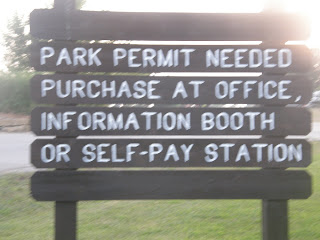 PARK PERMIT NEEDED
PURCHASE AT OFFICE,
INFORMATION BOOTH
OR SELF-PAY STATION